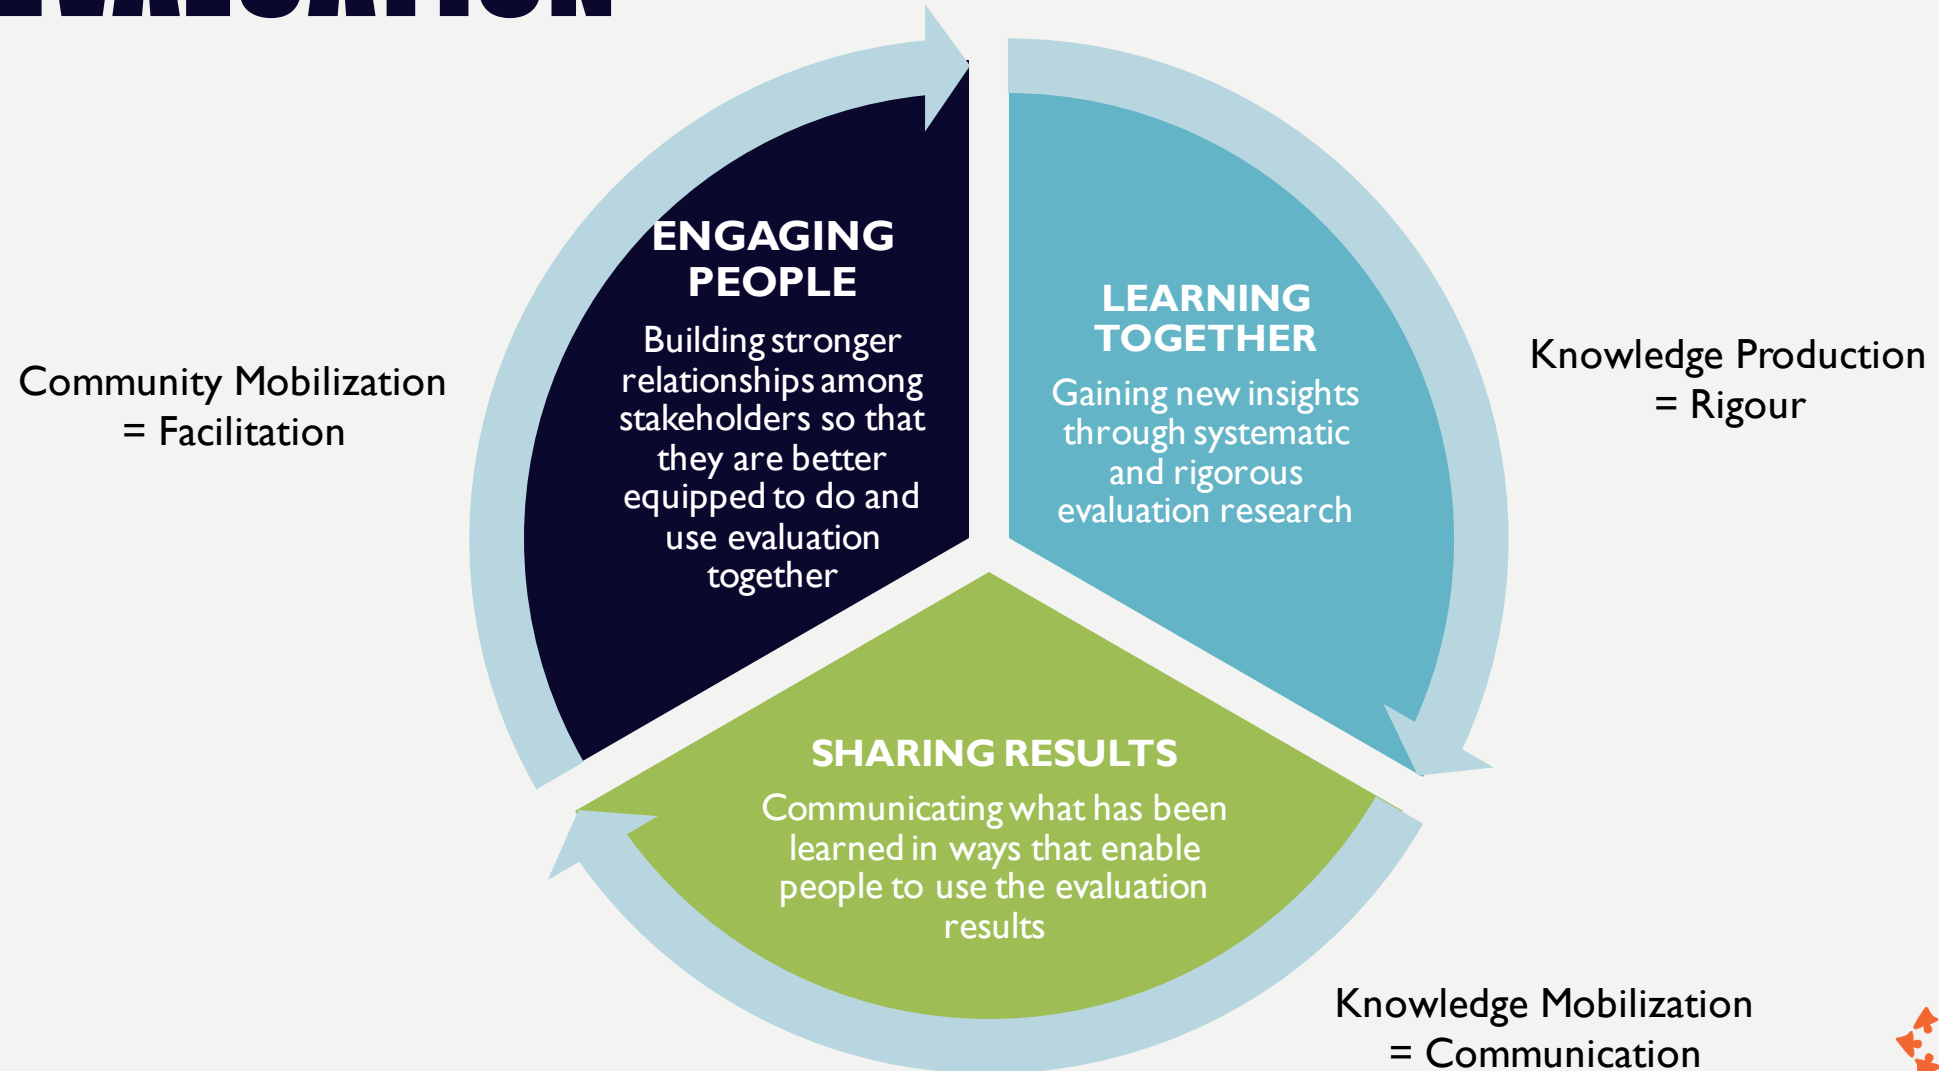 EVALUATION
ENGAGING
PEOPLE
Building stronger
relationships among
stakeholders so that
they are better
equipped to do and
use evaluation
together
LEARNING
TOGETHER
Gaining new insights
through systematic
and rigorous
evaluation research
SHARING RESULTS
Communicating what has been
learned in ways that enable
people to use the evaluation
results
Community Mobilization
= Facilitation
Knowledge Production
= Rigour
Knowledge Mobilization
= Communication